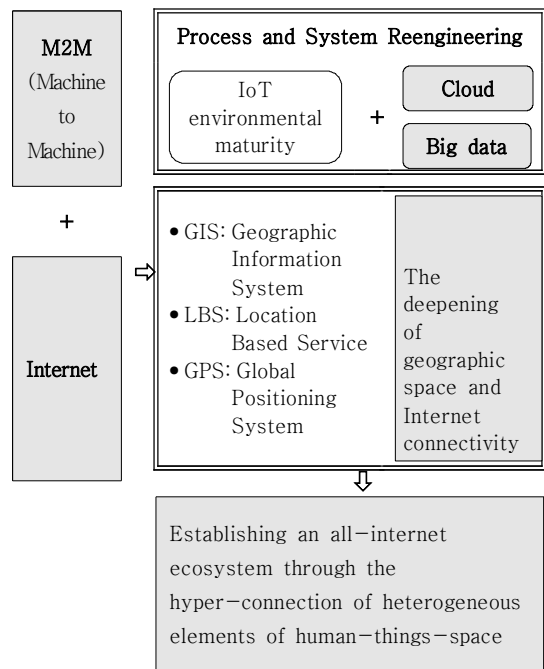 M2M
(Machine
to
Machine)
+
Internet
Process and System Reengineering
IoT
environmental
maturity
+
Cloud
Big data
• GIS: Geographic
Information
System
• LBS: Location
Based Service
• GPS: Global
Positioning
System
The
deepening
of
geographic
space and
Internet
connectivity
Establishing an all-internet
ecosystem through the
hyper-connection of heterogeneous
elements of human-things-space